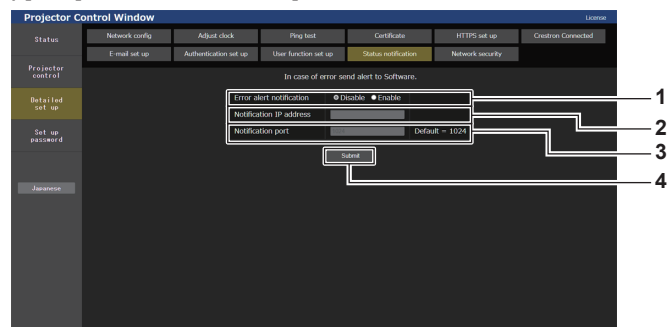 Projector Control Window
License
Status
Network config
Adjust clock
Ping test
Certificate
HTTPS set up
Crestron Connected
E-mail set up
Authentication set up
User function set up
Status notification
Network security
Projector
control
In case of error send alert to Software.
Detailed
set up
Error alert notification
Disable
Enable
1
Notification IP address
2
Set up
password
Notification port
Default = 1024
3
Submit
4
Japanese